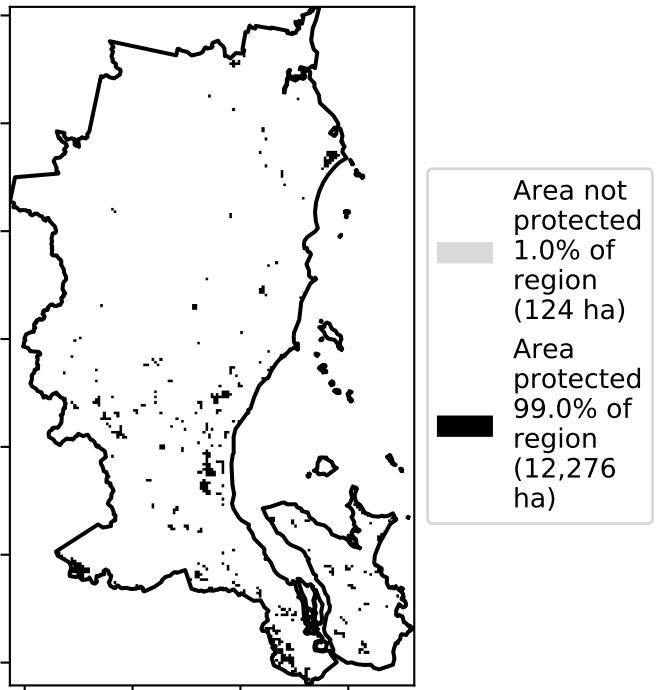 Area not
protected
1.0% of
region
(124 ha)
Area
protected
99.0% of
region
(12,276
ha)